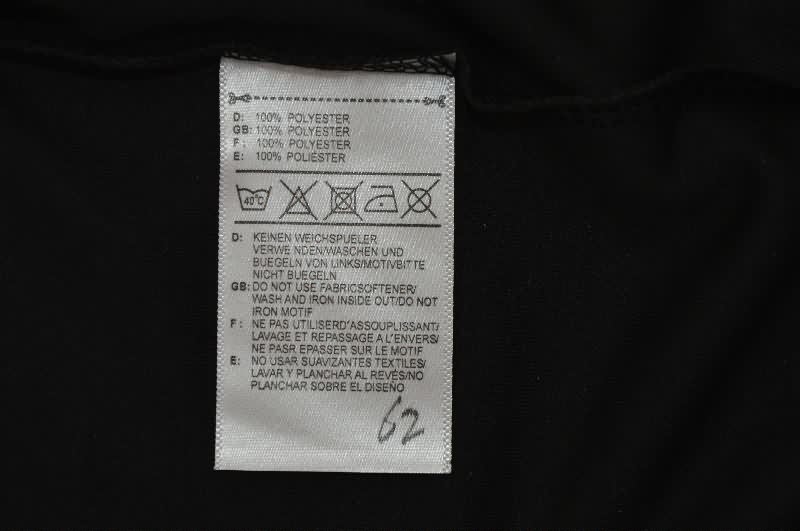 D: 100% POLYESTER
GB: 100% POLYESTER
F: 100% POLYESTER
E: 100% POLIÉSTER
40°C
D: KEINEN WEICHSPUELER
VERWE NDEN/WASCHEN UND
BUEGELN VON LINKS/MOTIV/BITTE
NICHT BUEGELN
GB: DO NOT USE FABRICSOFTENER/
WASH AND IRON INSIDE OUT/DO NOT
IRON MOTIF
F: NE PAS UTILISERD'ASSOUPLISSANT/
LAVAGE ET REPASSAGE A L'ENVERS/
NE PASR EPASSER SUR LE MOTIF
E: NO USAR SUAVIZANTES TEXTILES/
LAVAR Y PLANCHAR AL REVÉS/NO
PLANCHAR SOBRE EL DISEÑO
62